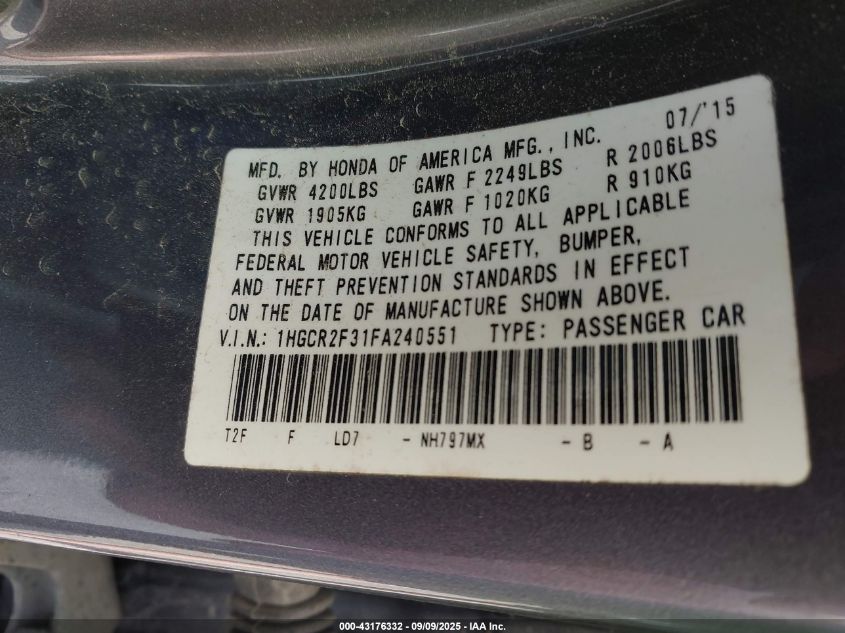 07/'15
MFD. BY HONDA OF AMERICA MFG., INC.
GVWR 4200LBS GAWR F 2249LBS R 2006LBS
GVWR 1905KG GAWR F 1020KG R 910KG
THIS VEHICLE CONFORMS TO ALL APPLICABLE
FEDERAL MOTOR VEHICLE SAFETY, BUMPER,
AND THEFT PREVENTION STANDARDS IN EFFECT
ON THE DATE OF MANUFACTURE SHOWN ABOVE.
V.I.N.: 1HGCR2F31FA240551 TYPE: PASSENGER CAR
T2F F LD7 - NH797MX - B - A
000-43176332 - 09/09/2025 - IAA Inc.